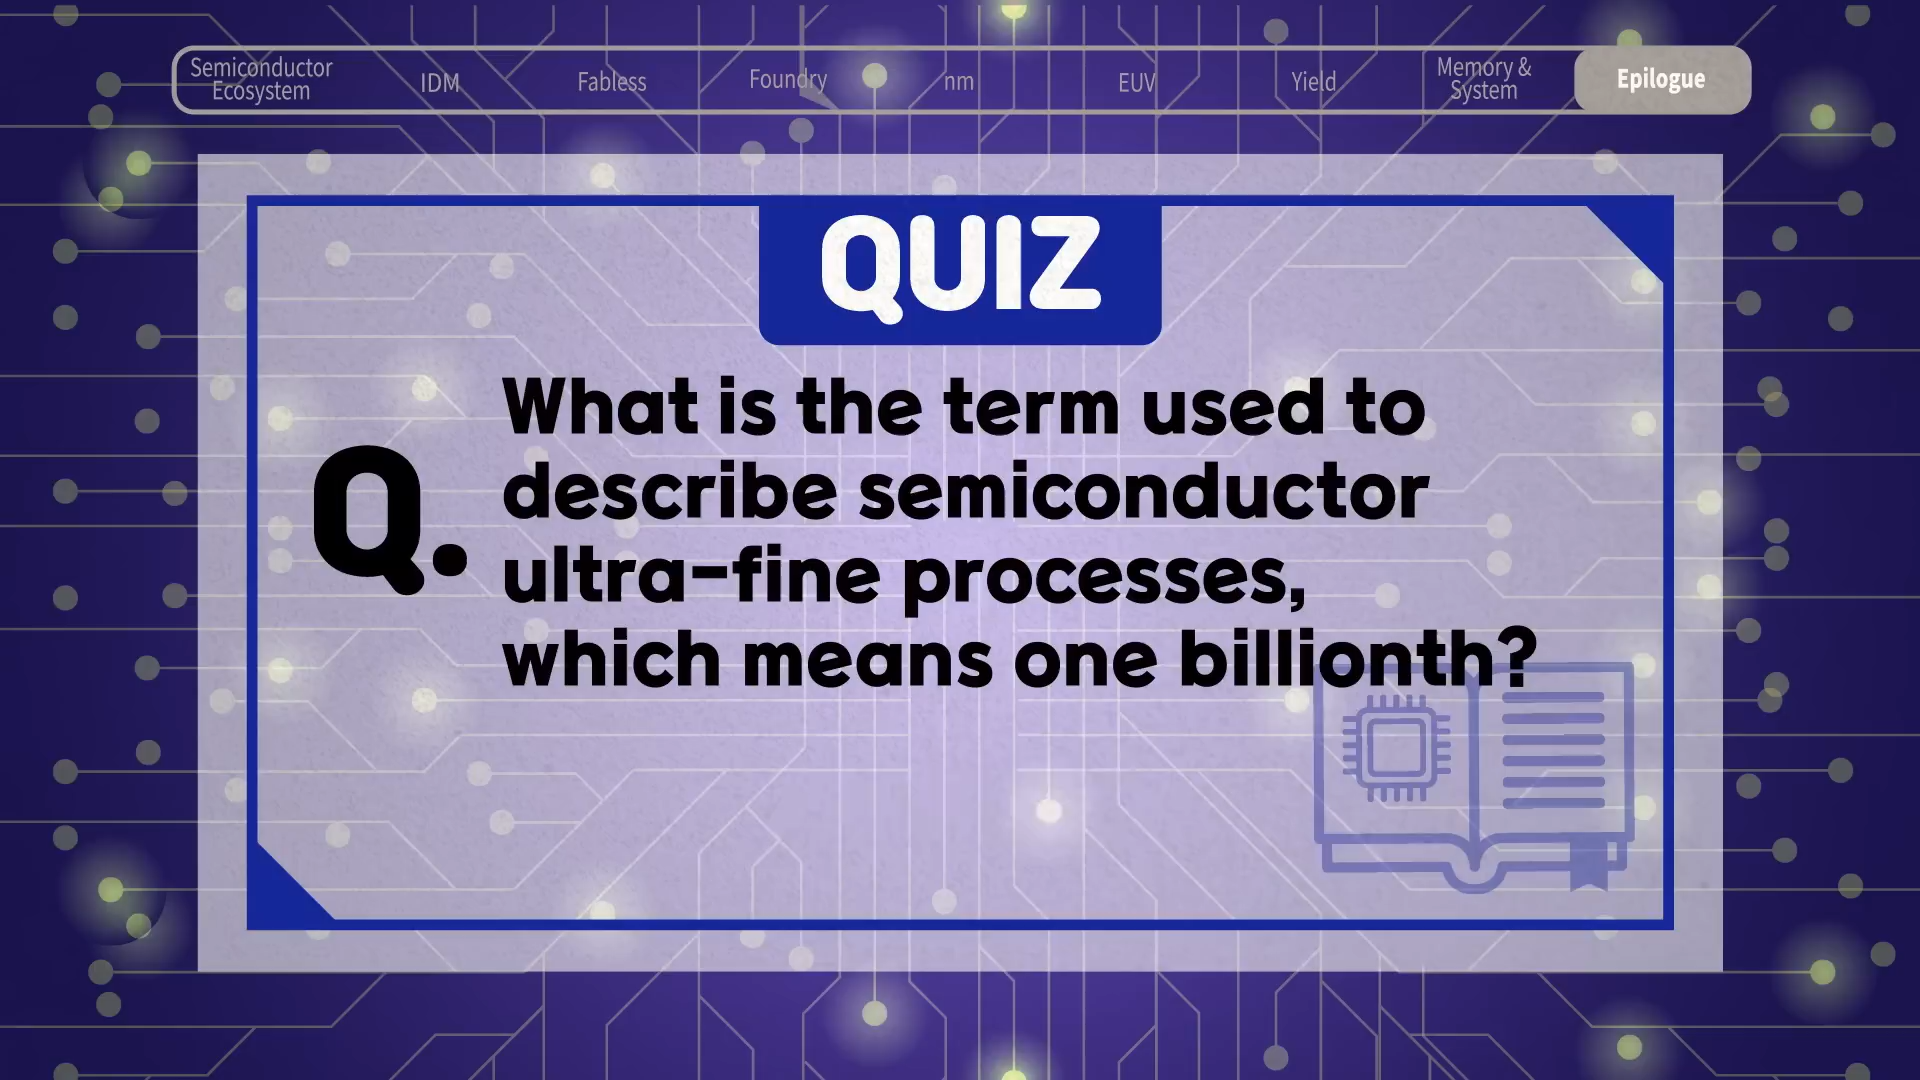 Semiconductor
Ecosystem
IDM
Fabless
Foundry
nm
EUV
Yield
Memory &
System
Epilogue
QUIZ
Q.
What is the term used to
describe semiconductor
ultra-fine processes,
which means one billionth?